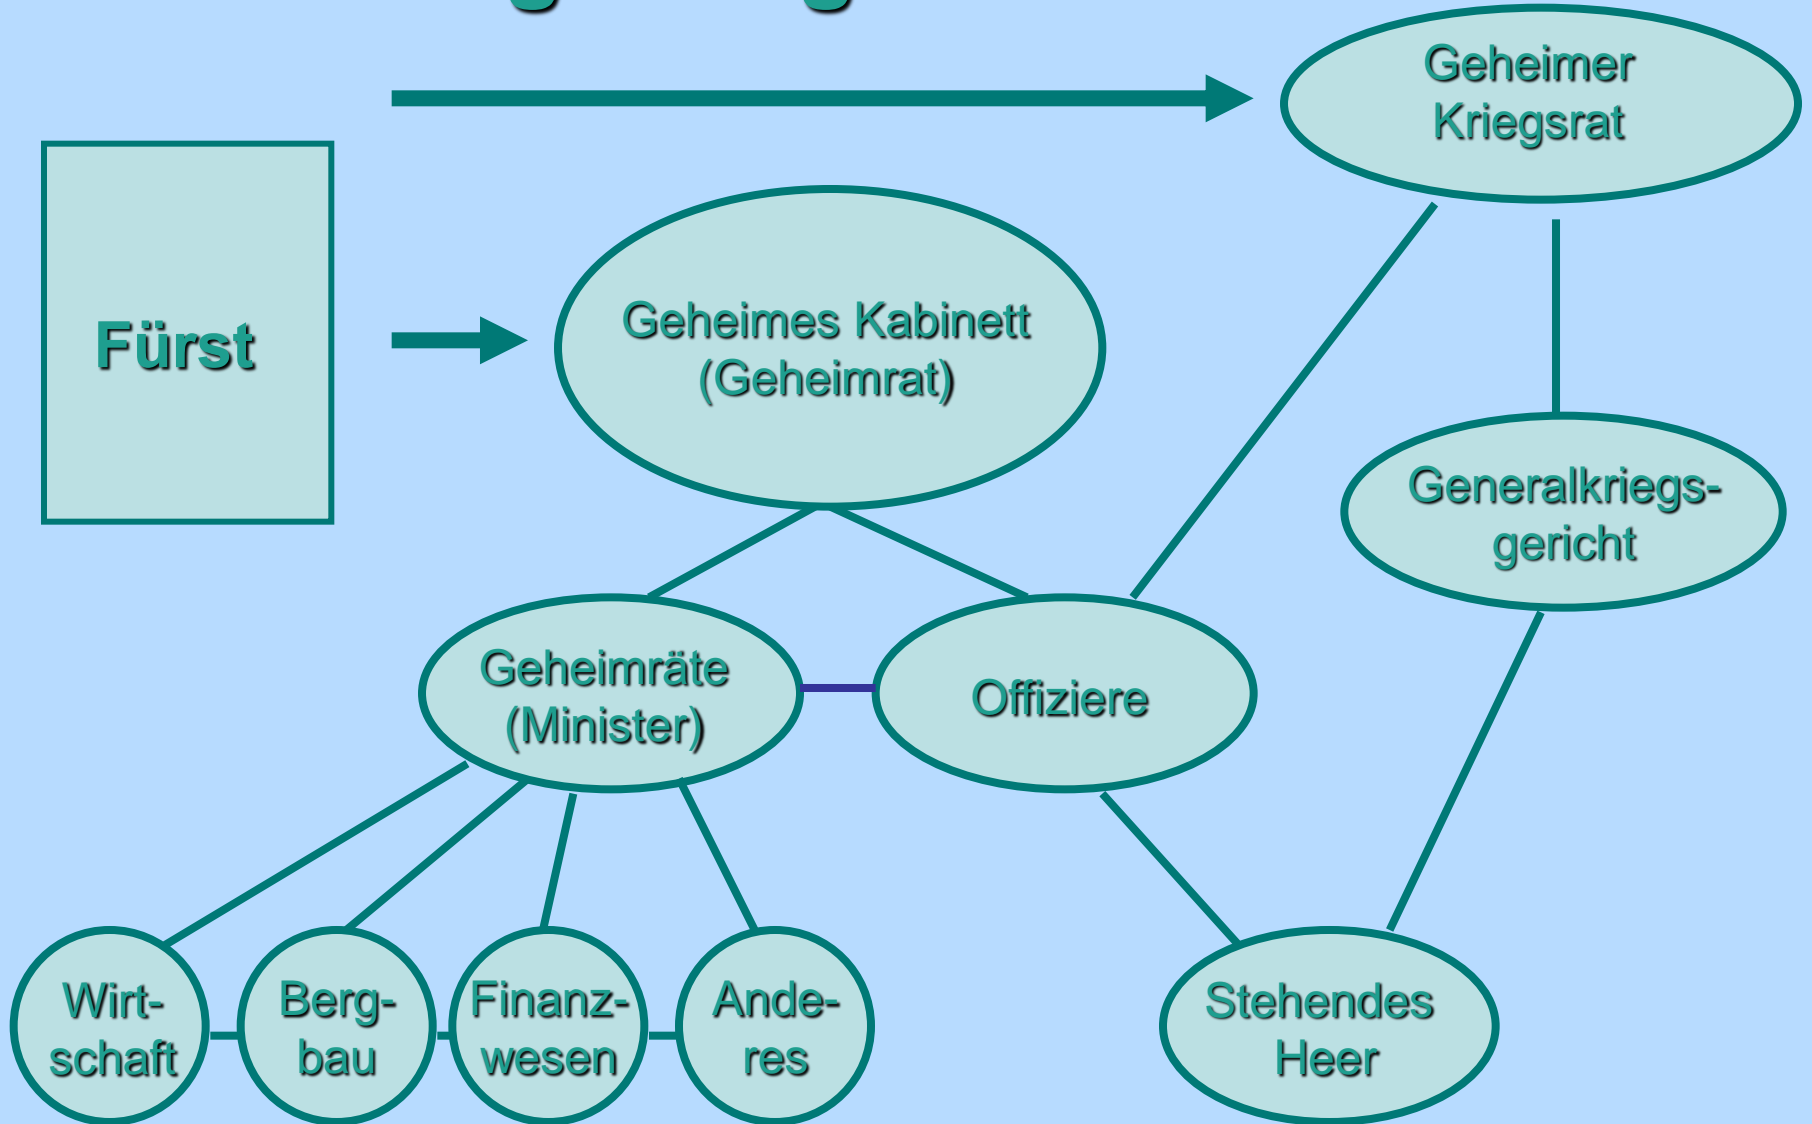 Geheimer
Kriegsrat
Fürst
Geheimes Kabinett
(Geheimrat)
Generalkriegs-
gericht
Geheimräte
(Minister)
Offiziere
Wirt-
schaft
Berg-
bau
Finanz-
wesen
Ande-
res
Stehendes
Heer